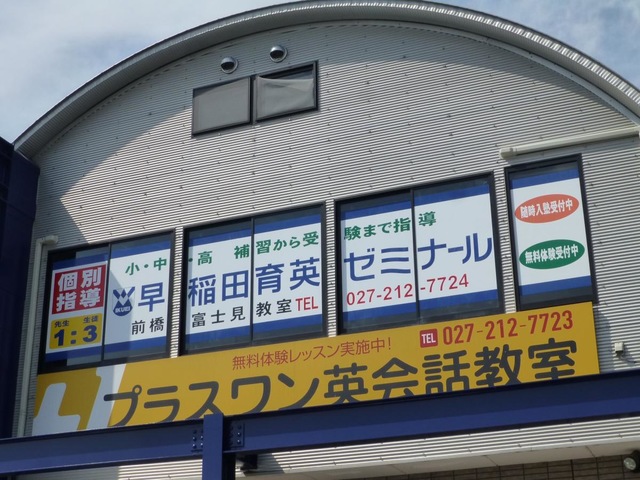 個別
指導
先生 生徒
1:3
小・中・高 補習から受験まで指導
IKUEI
早稲田育英ゼミナール
前橋富士見教室 TEL 027-212-7724
随時入塾受付中
無料体験受付中
無料体験レッスン実施中!
TEL 027-212-7723
プラスワン英会話教室